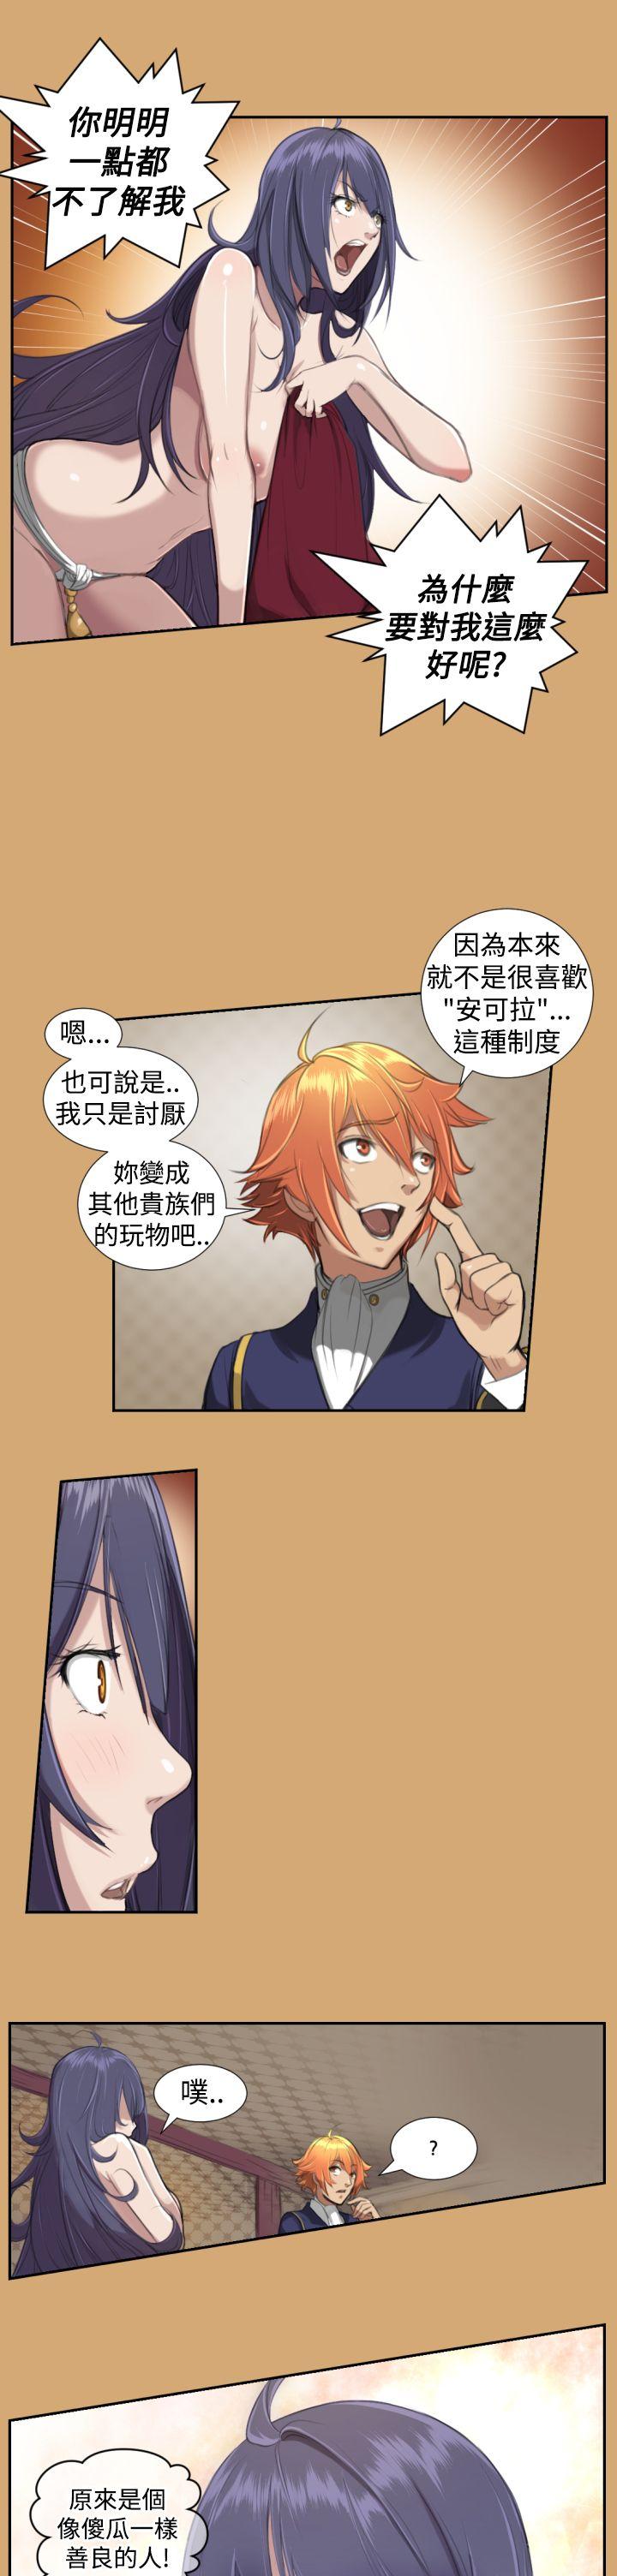 你明明
一點都
不了解我
為什麼
要對我這麼
好呢?
因為本來
就不是很喜歡
"安可拉"...
這種制度
嗯...
也可說是..
我只是討厭
妳變成
其他貴族們
的玩物吧..
噗..
?
原來是個
像傻瓜一樣
善良的人!